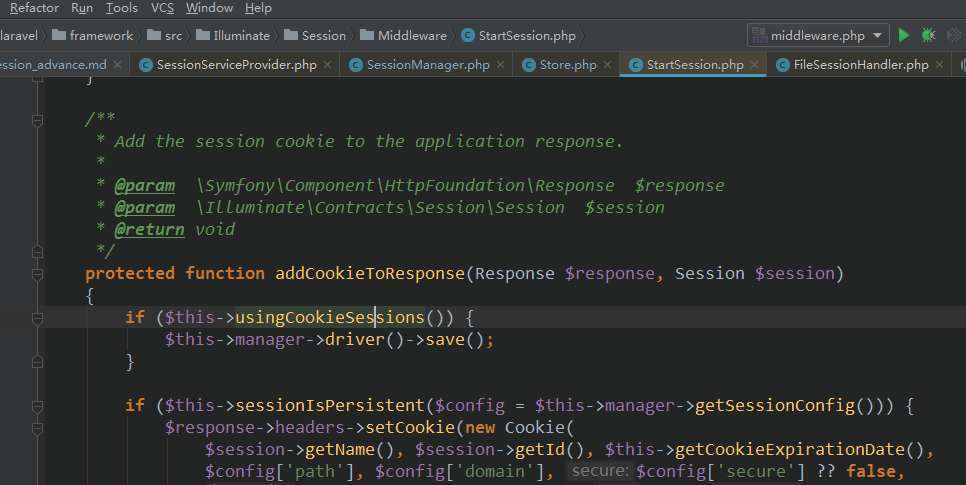 Refactor Run Tools VCS Window Help
laravel framework src Illuminate Session Middleware StartSession.php middleware.php
ession_advance.md SessionServiceProvider.php SessionManager.php Store.php StartSession.php FileSessionHandler.php
}
/**
* Add the session cookie to the application response.
*
* @param \Symfony\Component\HttpFoundation\Response $response
* @param \Illuminate\Contracts\Session\Session $session
* @return void
*/
protected function addCookieToResponse(Response $response, Session $session)
{
if ($this->usingCookieSessions()) {
$this->manager->driver()->save();
}
if ($this->sessionIsPersistent($config = $this->manager->getSessionConfig())) {
$response->headers->setCookie(new Cookie(
$session->getName(), $session->getId(), $this->getCookieExpirationDate(),
$config['path'], $config['domain'], secure: $config['secure'] ?? false,